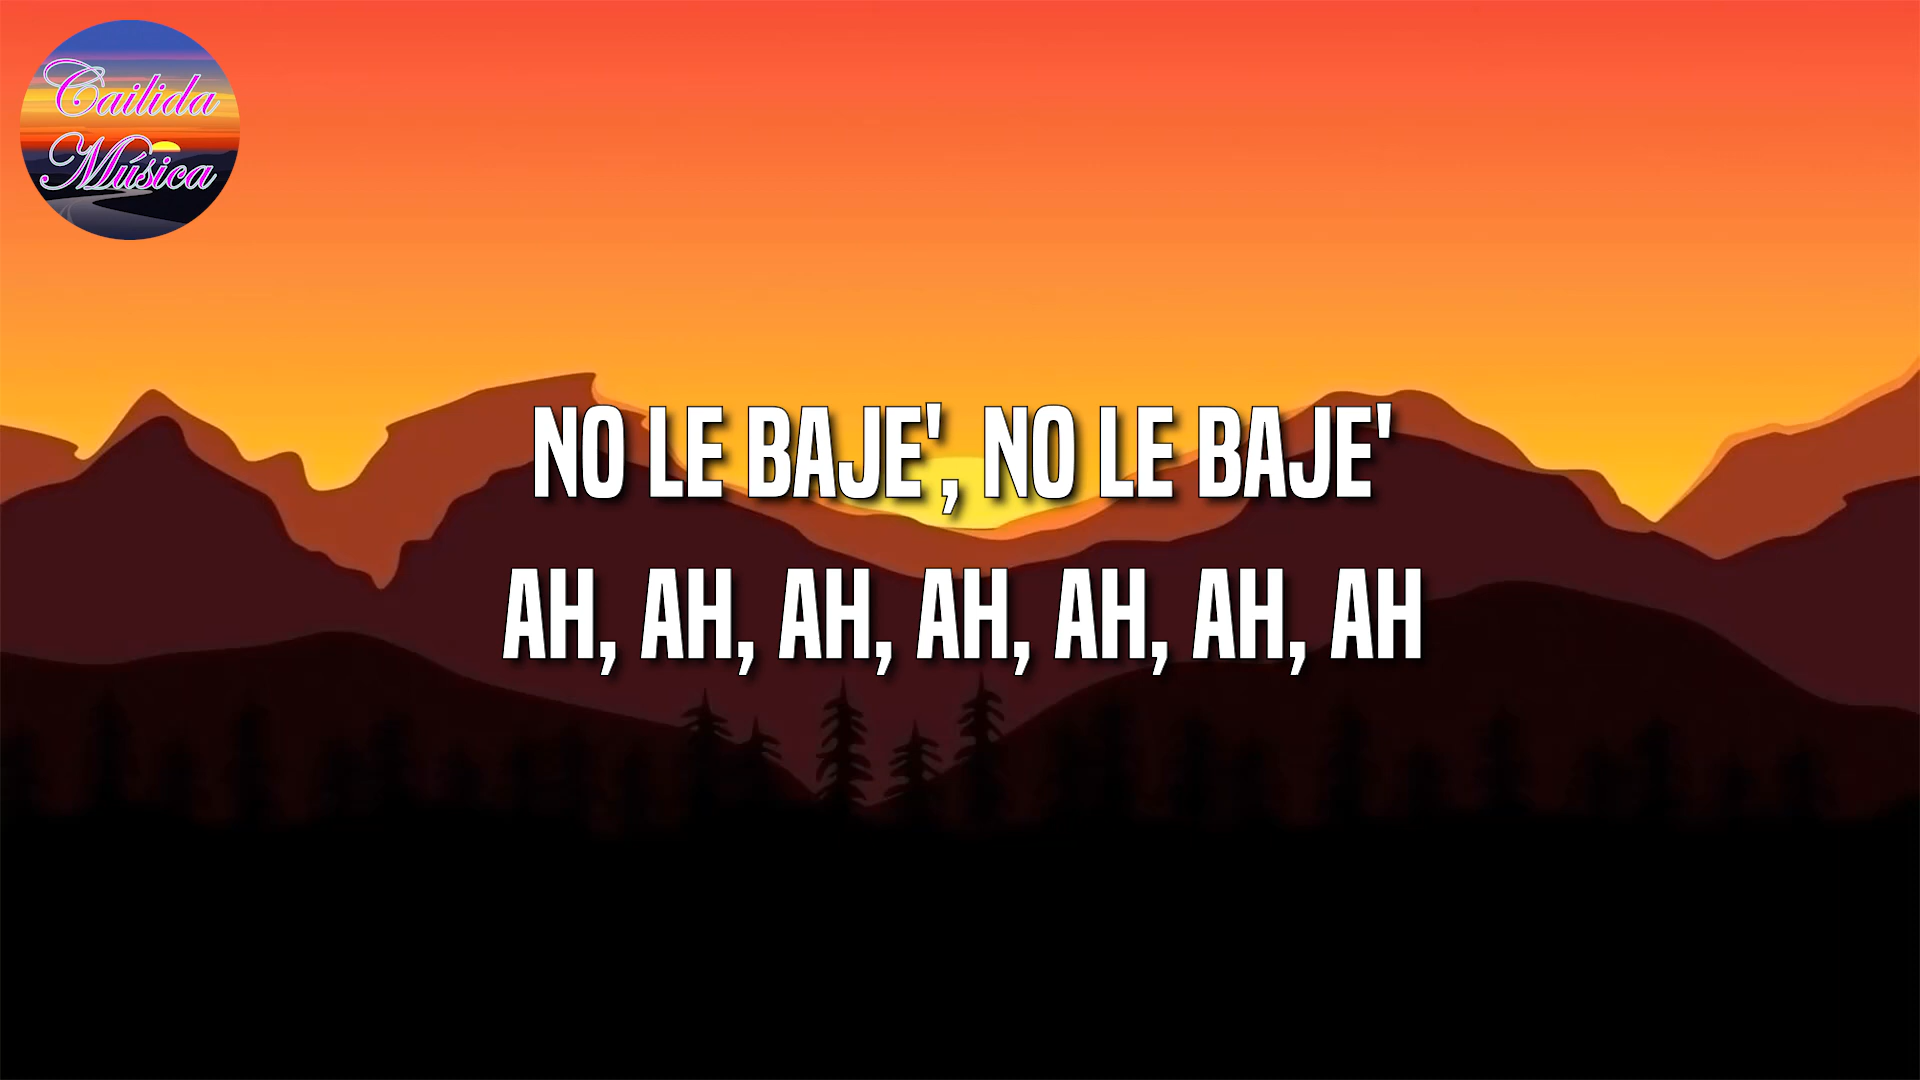 Cailida
Música
NO LE BAJE', NO LE BAJE'
AH, AH, AH, AH, AH, AH, AH